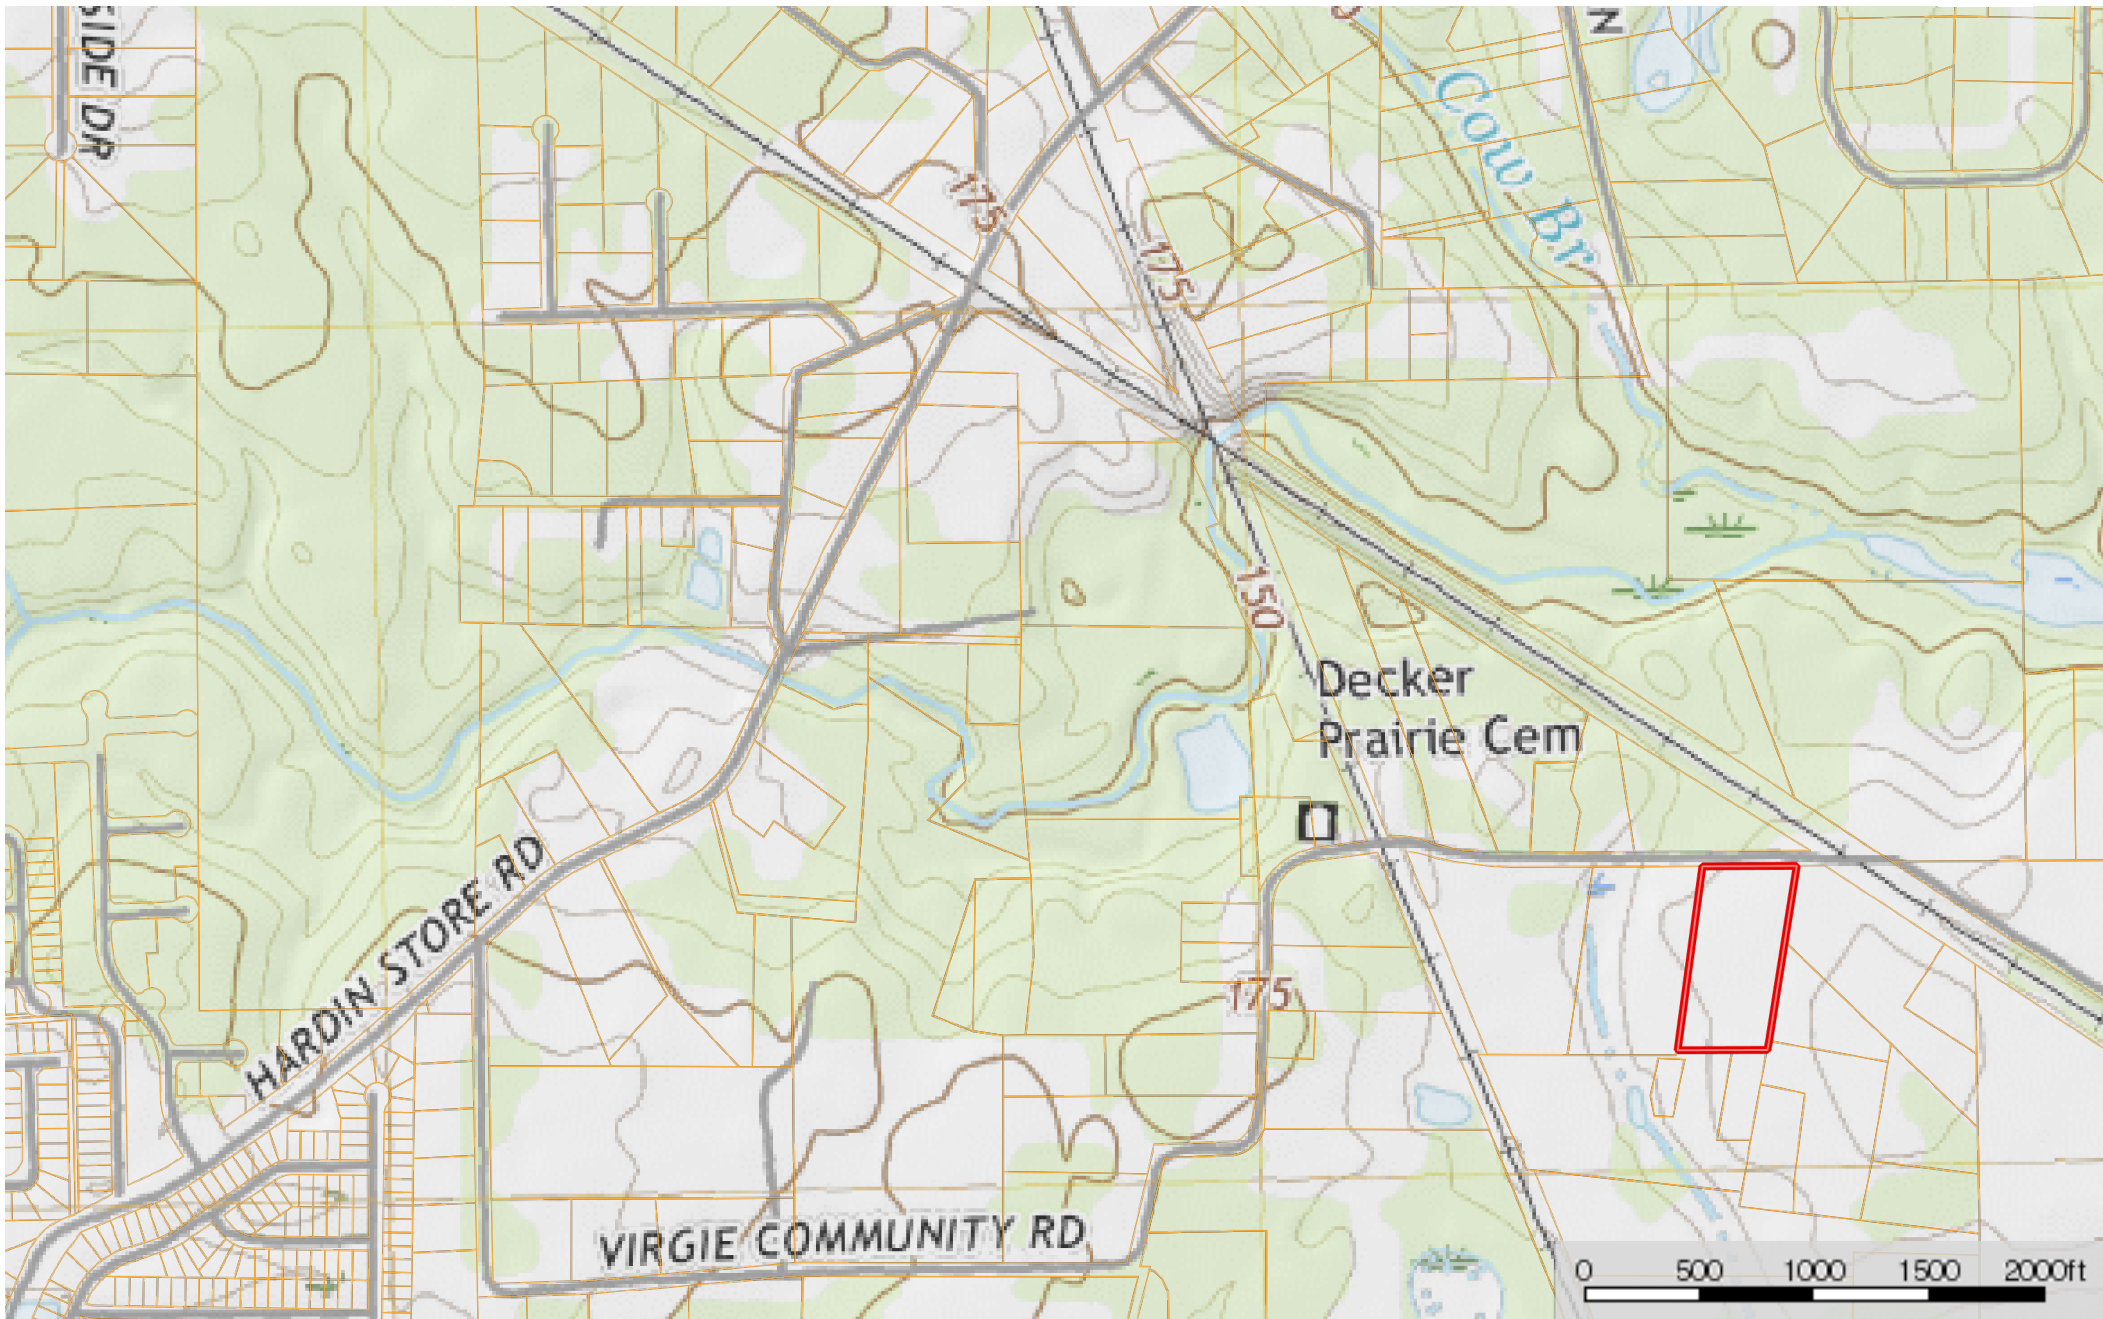 SIDE DR
N
Cow Br
175
175
150
Decker
Prairie Cem
HARDIN STORE RD
175
VIRGIE COMMUNITY RD
0 500 1000 1500 2000ft